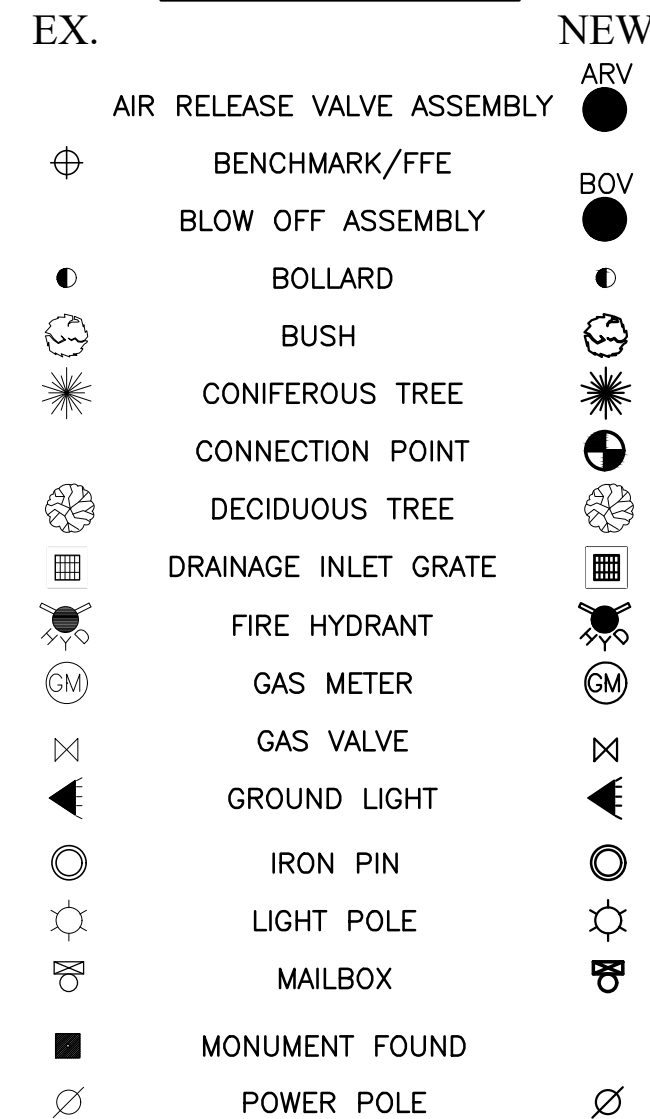 EX. NEW
ARV
AIR RELEASE VALVE ASSEMBLY
BENCHMARK/FFE
BOV
BLOW OFF ASSEMBLY
BOLLARD
BUSH
CONIFEROUS TREE
CONNECTION POINT
DECIDUOUS TREE
DRAINAGE INLET GRATE
HYD FIRE HYDRANT HYD
GM GAS METER GM
GAS VALVE
GROUND LIGHT
IRON PIN
LIGHT POLE
MAILBOX
MONUMENT FOUND
POWER POLE